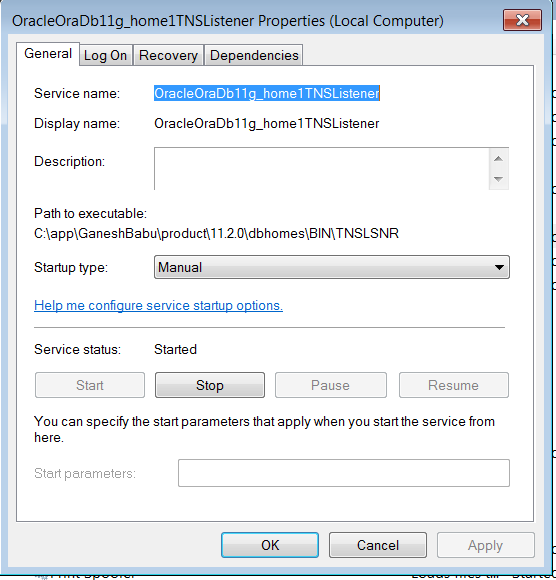 OracleOraDb11g_home1TNSListener Properties (Local Computer)
General Log On Recovery Dependencies
Service name: OracleOraDb11g_home1TNSListener
Display name: OracleOraDb11g_home1TNSListener
Description:
Path to executable:
C:\app\GaneshBabu\product\11.2.0\dbhomes\BIN\TNSLSNR
Startup type: Manual
Help me configure service startup options.
Service status: Started
Start Stop Pause Resume
You can specify the start parameters that apply when you start the service from
here.
Start parameters:
OK Cancel Apply